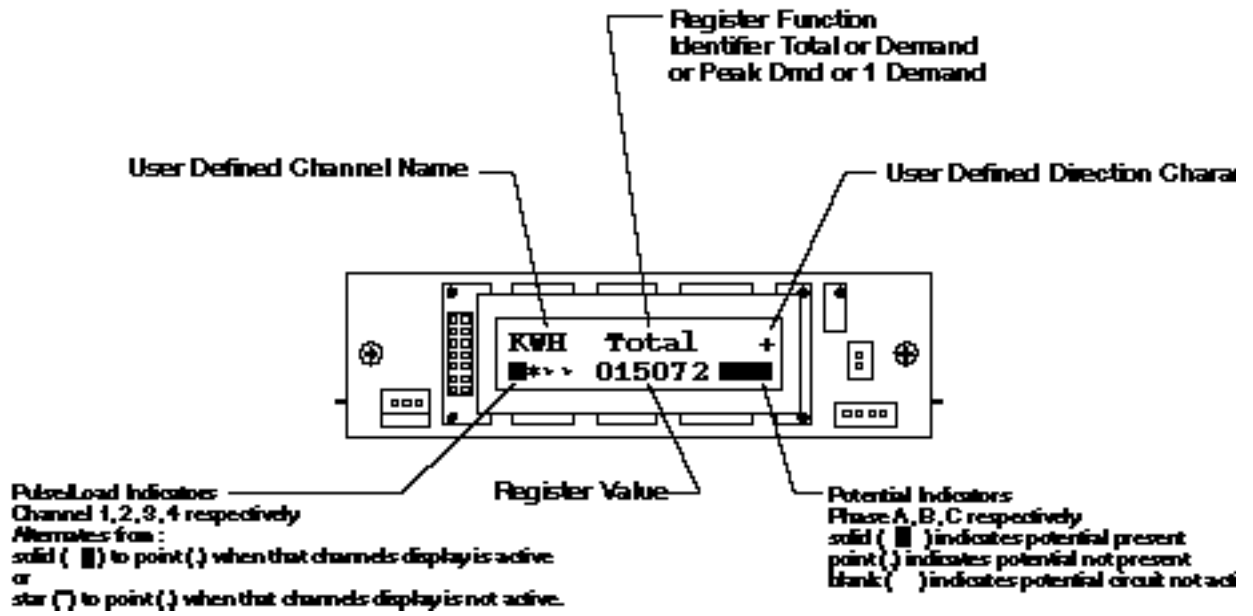 Register Function
Identifier Total or Demand
or Peak Dmd or 1 Demand
User Defined Channel Name
User Defined Direction
KWH Total +
015072
Pulse/Load Indicators
Channel 1,2,3,4 respectively
Alternates from :
solid ( █ ) to point (.) when that channels display is active
or
star (*) to point (.) when that channels display is not active.
Register Value
Potential Indicators
Phase A, B, C respectively
solid ( █ ) indicates potential present
point (.) indicates potential not present
blank ( ) indicates potential circuit not